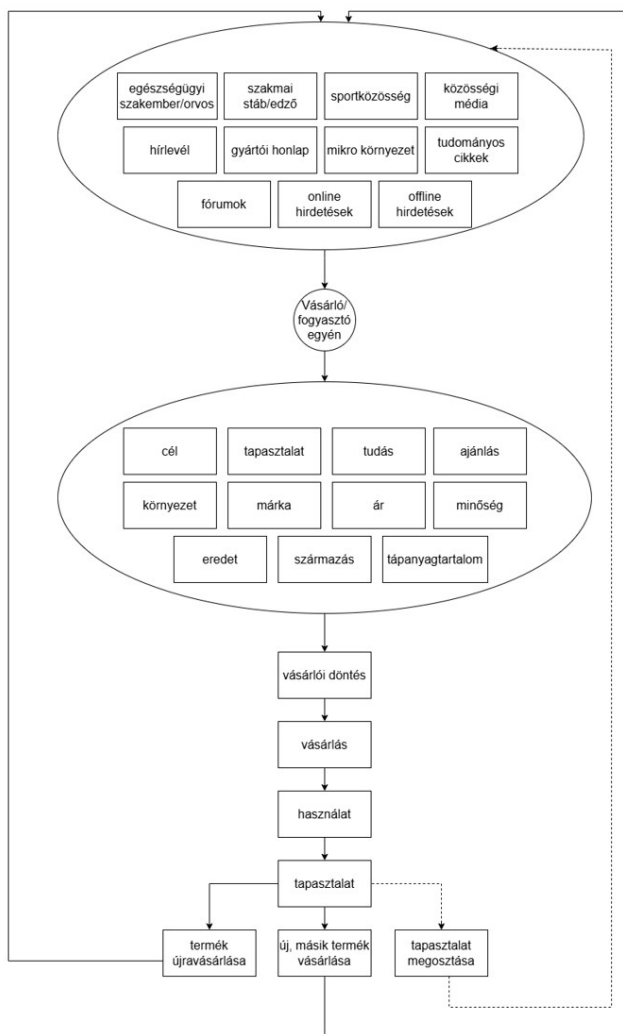 egészségügyi
szakember/orvos
szakmai
stáb/edző
sportközösség
közösségi
média
hírlevél
gyártói honlap
mikro környezet
tudományos
cikkek
fórumok
online
hirdetések
offline
hirdetések
Vásárló/
fogyasztó
egyén
cél
tapasztalat
tudás
ajánlás
környezet
márka
ár
minőség
eredet
származás
tápanyagtartalom
vásárlói döntés
vásárlás
használat
tapasztalat
termék
újravásárlása
új, másik termék
vásárlása
tapasztalat
megosztása